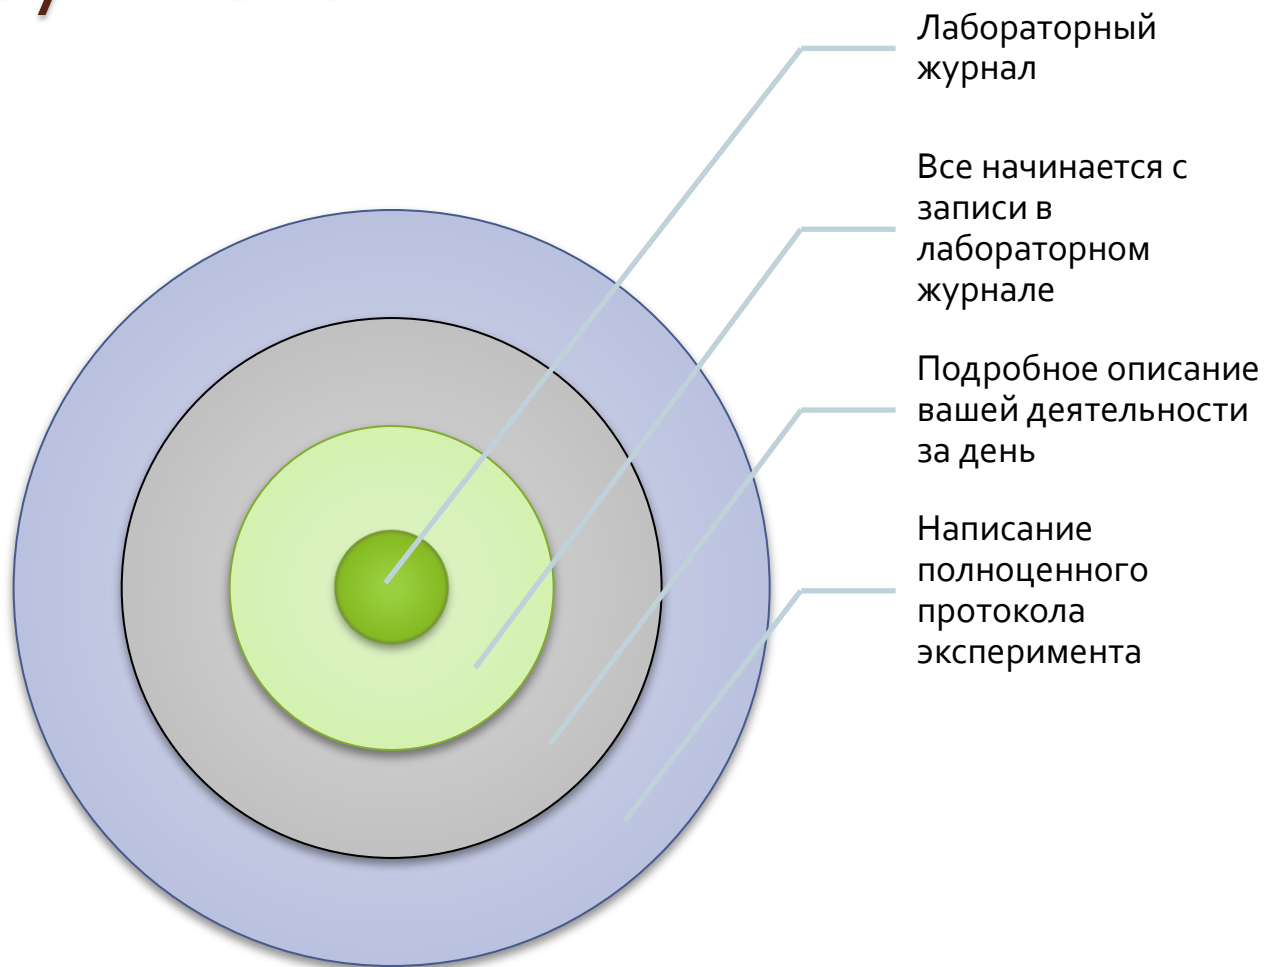 Лабораторный
журнал
Все начинается с
записи в
лабораторном
журнале
Подробное описание
вашей деятельности
за день
Написание
полноценного
протокола
эксперимента